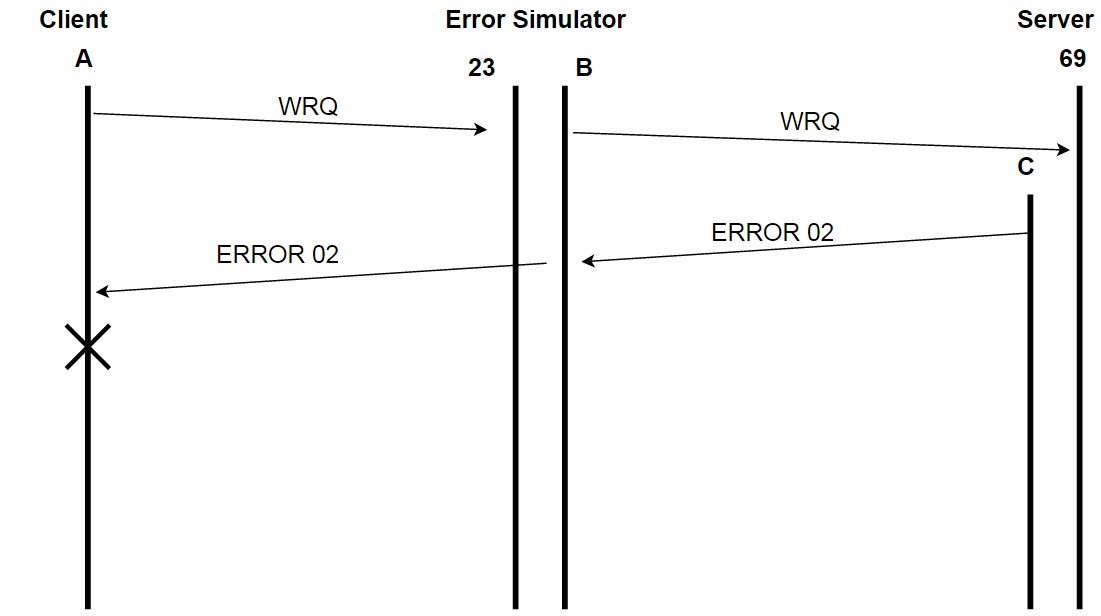 Client Error Simulator Server
A 23 B 69
WRQ
WRQ
C
ERROR 02
ERROR 02